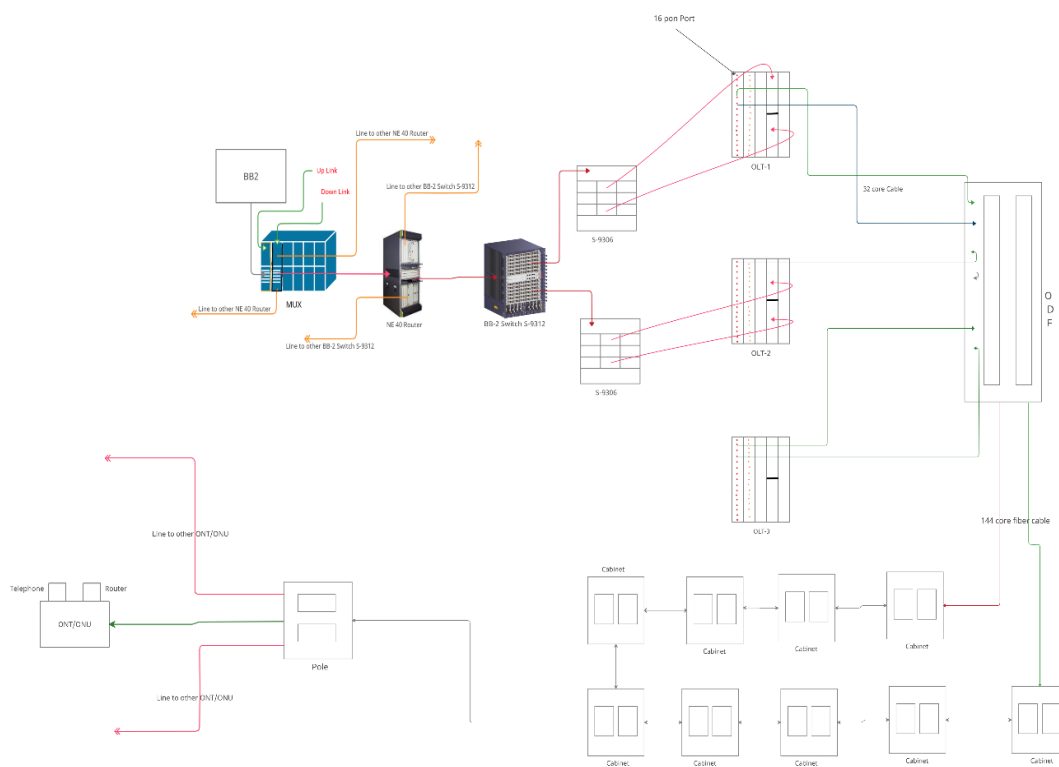 16 pon Port
Line to other NE 40 Router
BB2
Up Link
Down Link
Line to other BB-2 Switch S-9312
OLT-1
32 core Cable
S-9306
MUX
Line to other NE 40 Router
NE 40 Router
BB-2 Switch S-9312
Line to other BB-2 Switch S-9312
OLT-2
S-9306
O
D
F
OLT-3
144 core fiber cable
Line to other ONT/ONU
Telephone
Router
ONT/ONU
Pole
Line to other ONT/ONU
Cabinet
Cabinet
Cabinet
Cabinet
Cabinet
Cabinet
Cabinet
Cabinet
Cabinet